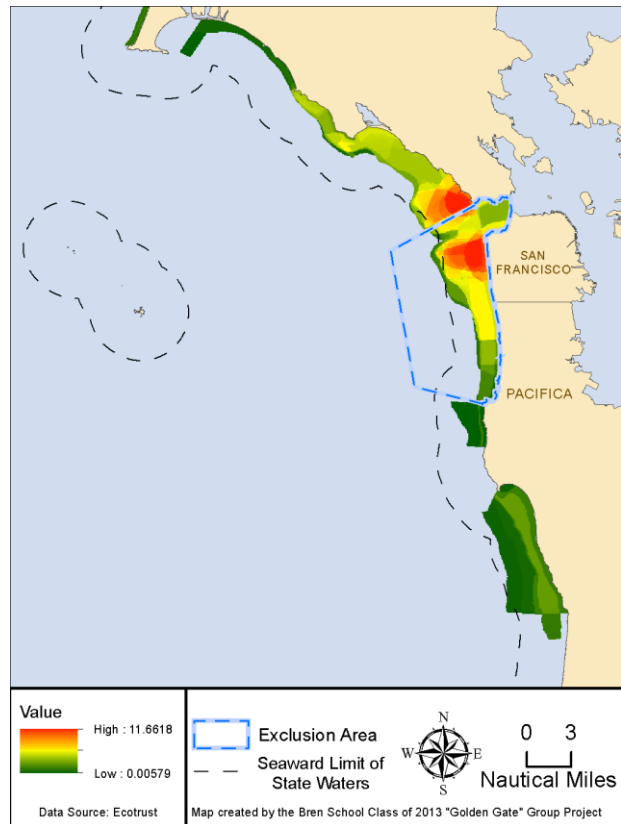 SAN
FRANCISCO
PACIFICA
Value
High : 11.6618
Low : 0.00579
Data Source: Ecotrust
Exclusion Area
Seaward Limit of
State Waters
N
W E
S
0 3
Nautical Miles
Map created by the Bren School Class of 2013 "Golden Gate" Group Project